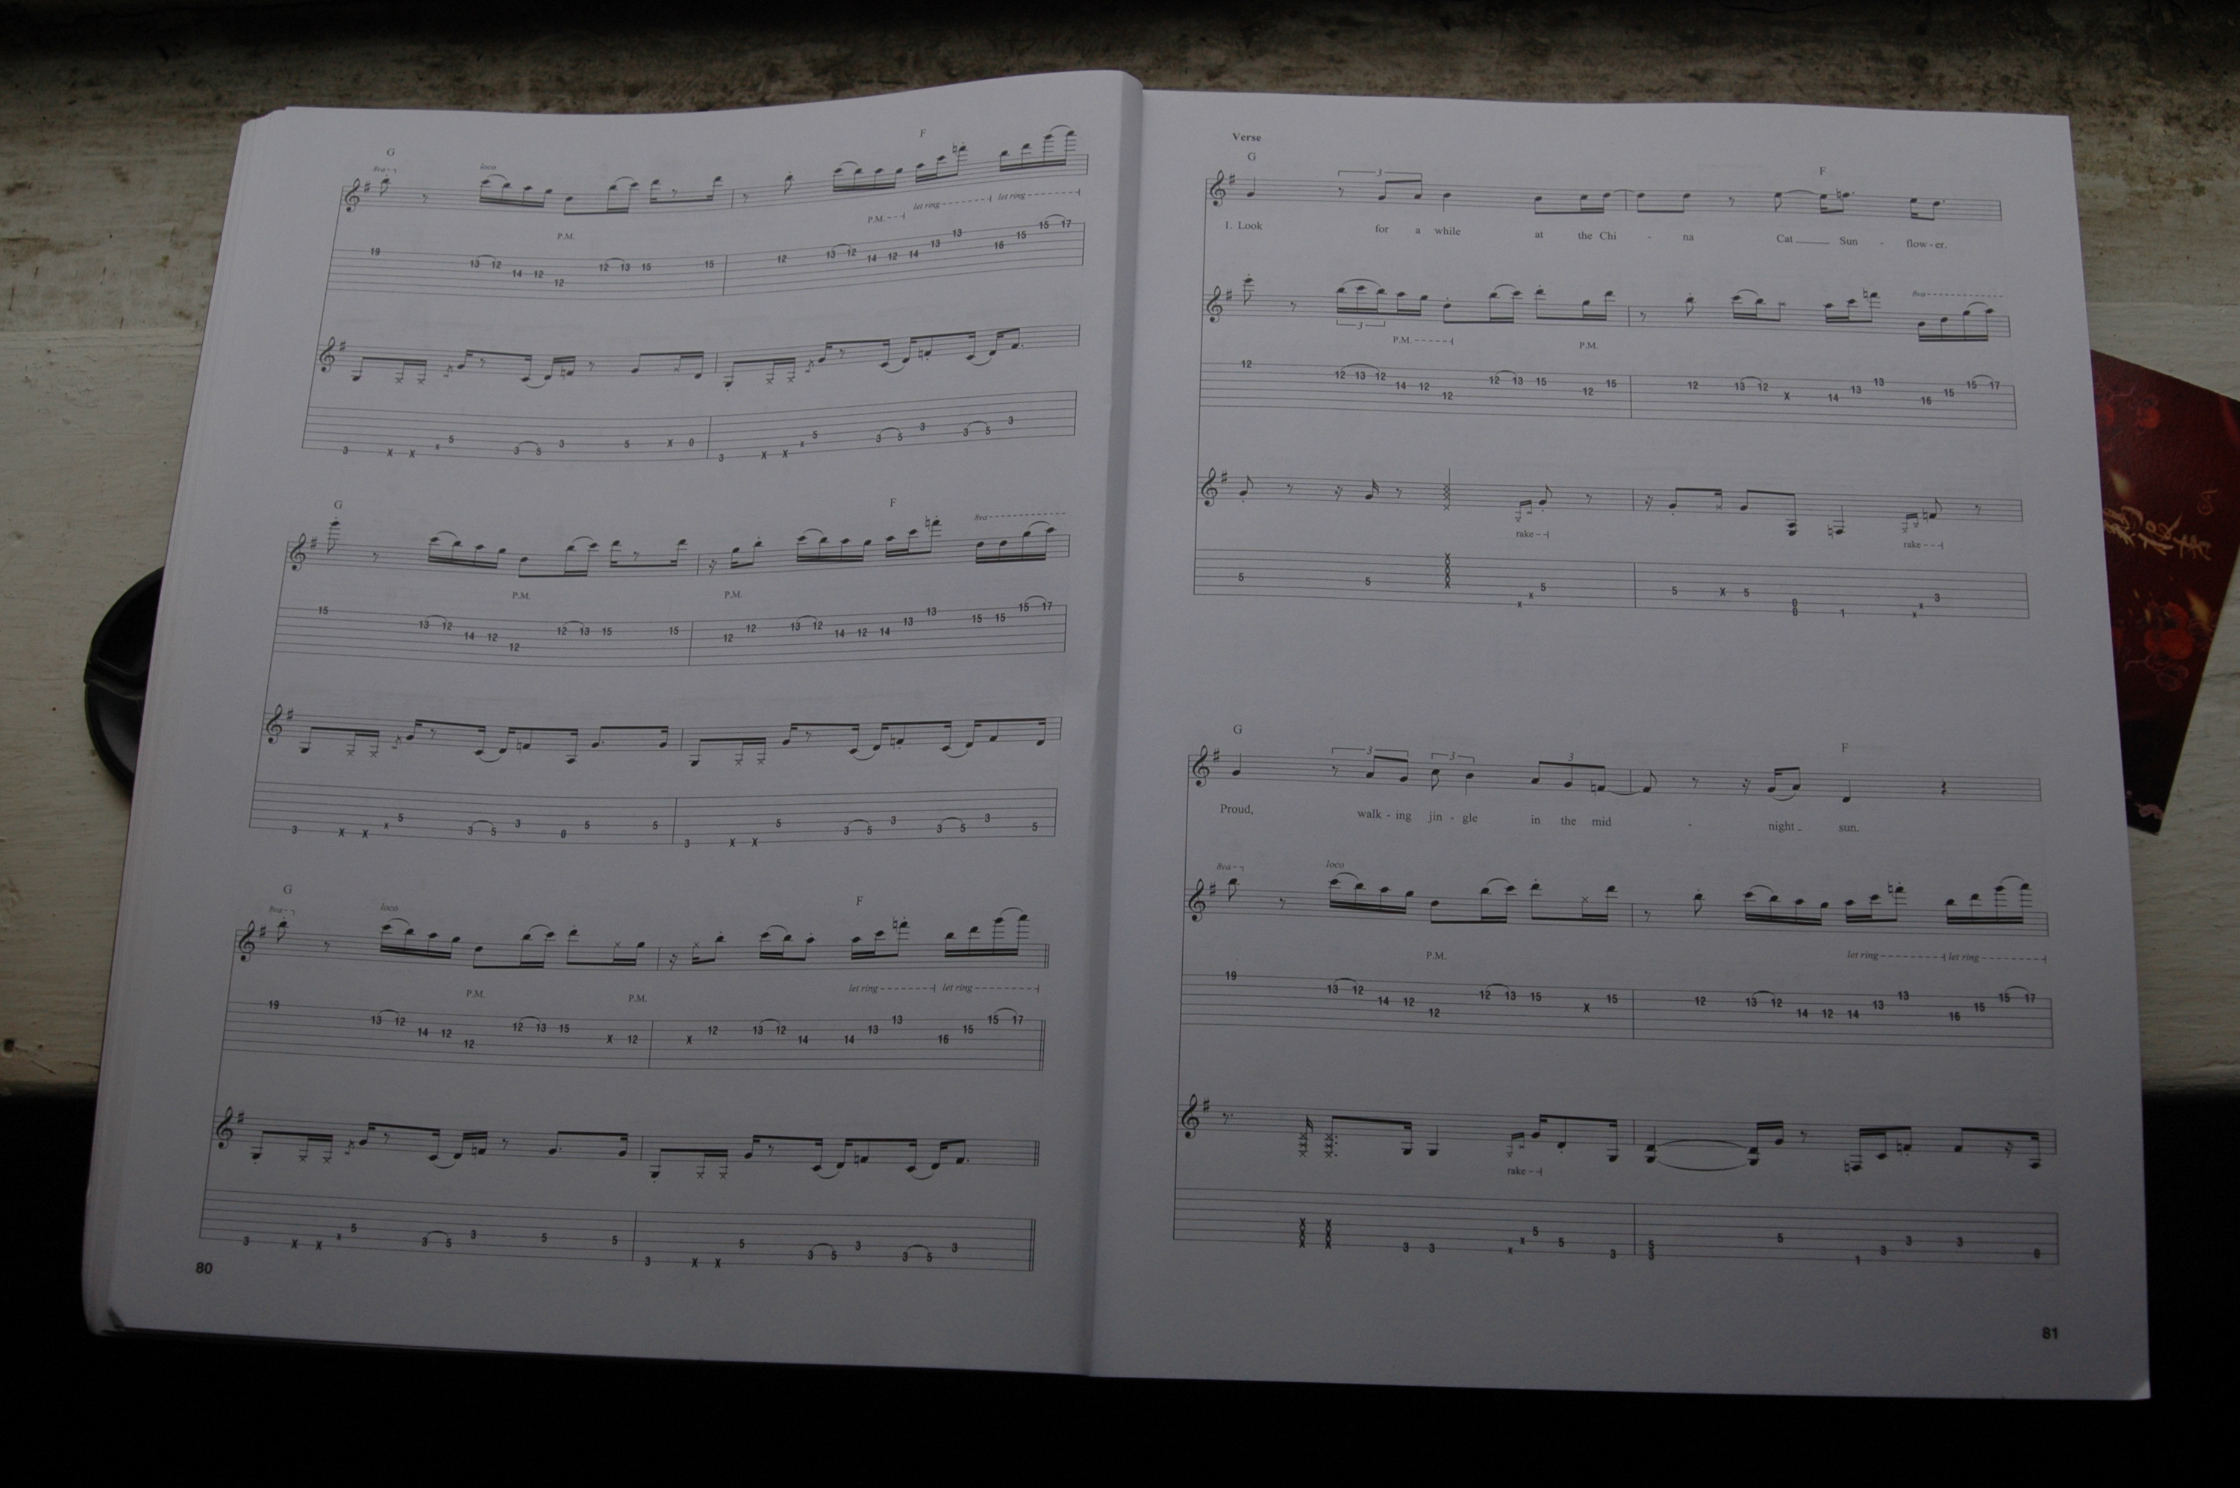 G F
8va loco
P.M. P.M. let ring let ring
19 13 12 14 12 12 12 13 15 15 12 13 12 14 12 14 13 13 16 15 15 17
3 X X x 5 3 5 3 5 X 0 3 X X x 5 3 5 3 3 5 3
G F
8va
P.M. P.M.
15 13 12 14 12 12 12 13 15 15 12 12 13 12 14 12 14 13 13 15 15 15 17
3 X X x 5 3 5 3 0 5 5 3 X X 5 3 5 3 3 5 3 5
G F
8va loco
P.M. P.M. let ring let ring
19 13 12 14 12 12 12 13 15 X 12 X 12 13 12 14 14 13 13 16 15 15 17
3 X X x 5 3 5 3 5 5 3 X X 5 3 5 3 3 5 3
80
Verse
G F
3
1. Look for a while at the Chi - na Cat Sun - flow - er.
8va
3
P.M. P.M.
12 12 13 12 14 12 12 12 13 15 12 15 12 13 12 X 14 13 13 16 15 15 17
rake rake
5 5 X X X X x x 5 5 X 5 0 0 1 x x 3
G F
3 3 3
Proud, walk - ing jin - gle in the mid - night sun.
8va loco
P.M. let ring let ring
19 13 12 14 12 12 12 13 15 X 15 12 13 12 14 12 14 13 13 16 15 15 17
rake
X X X X X X 3 3 x x 5 5 3 5 3 5 1 3 3 3 0
81